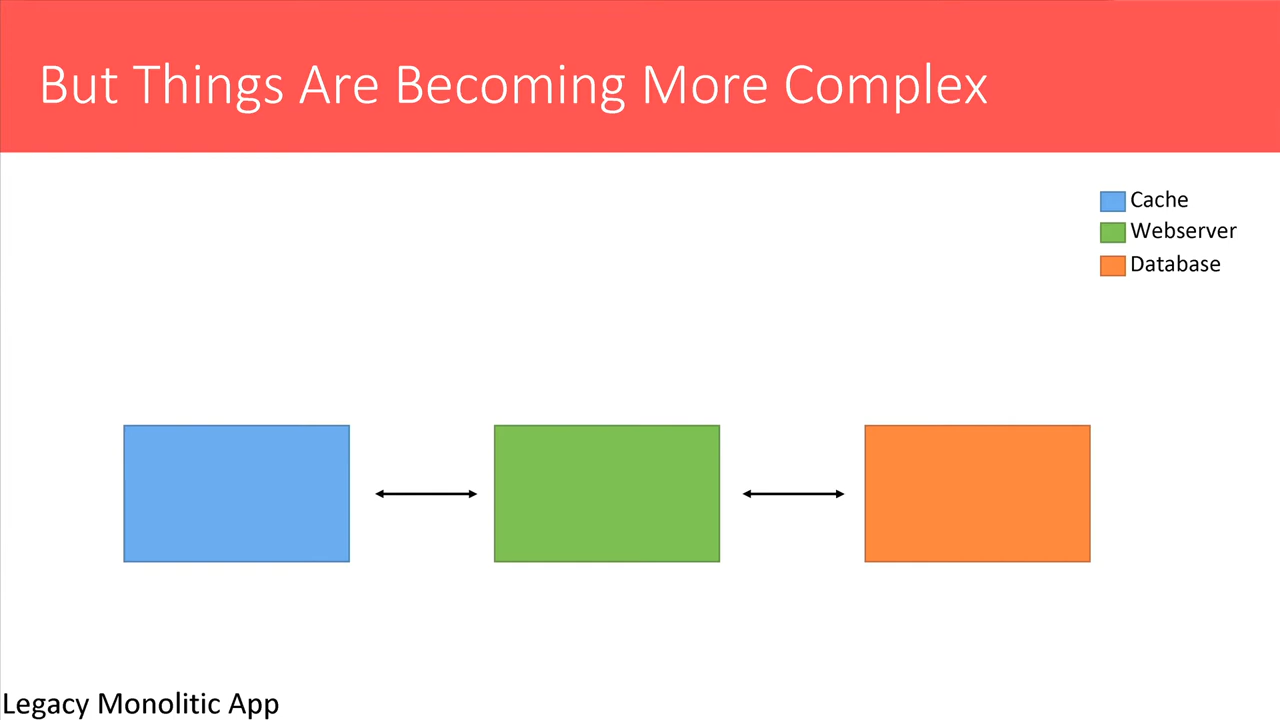 But Things Are Becoming More Complex
Cache
Webserver
Database
Legacy Monolitic App